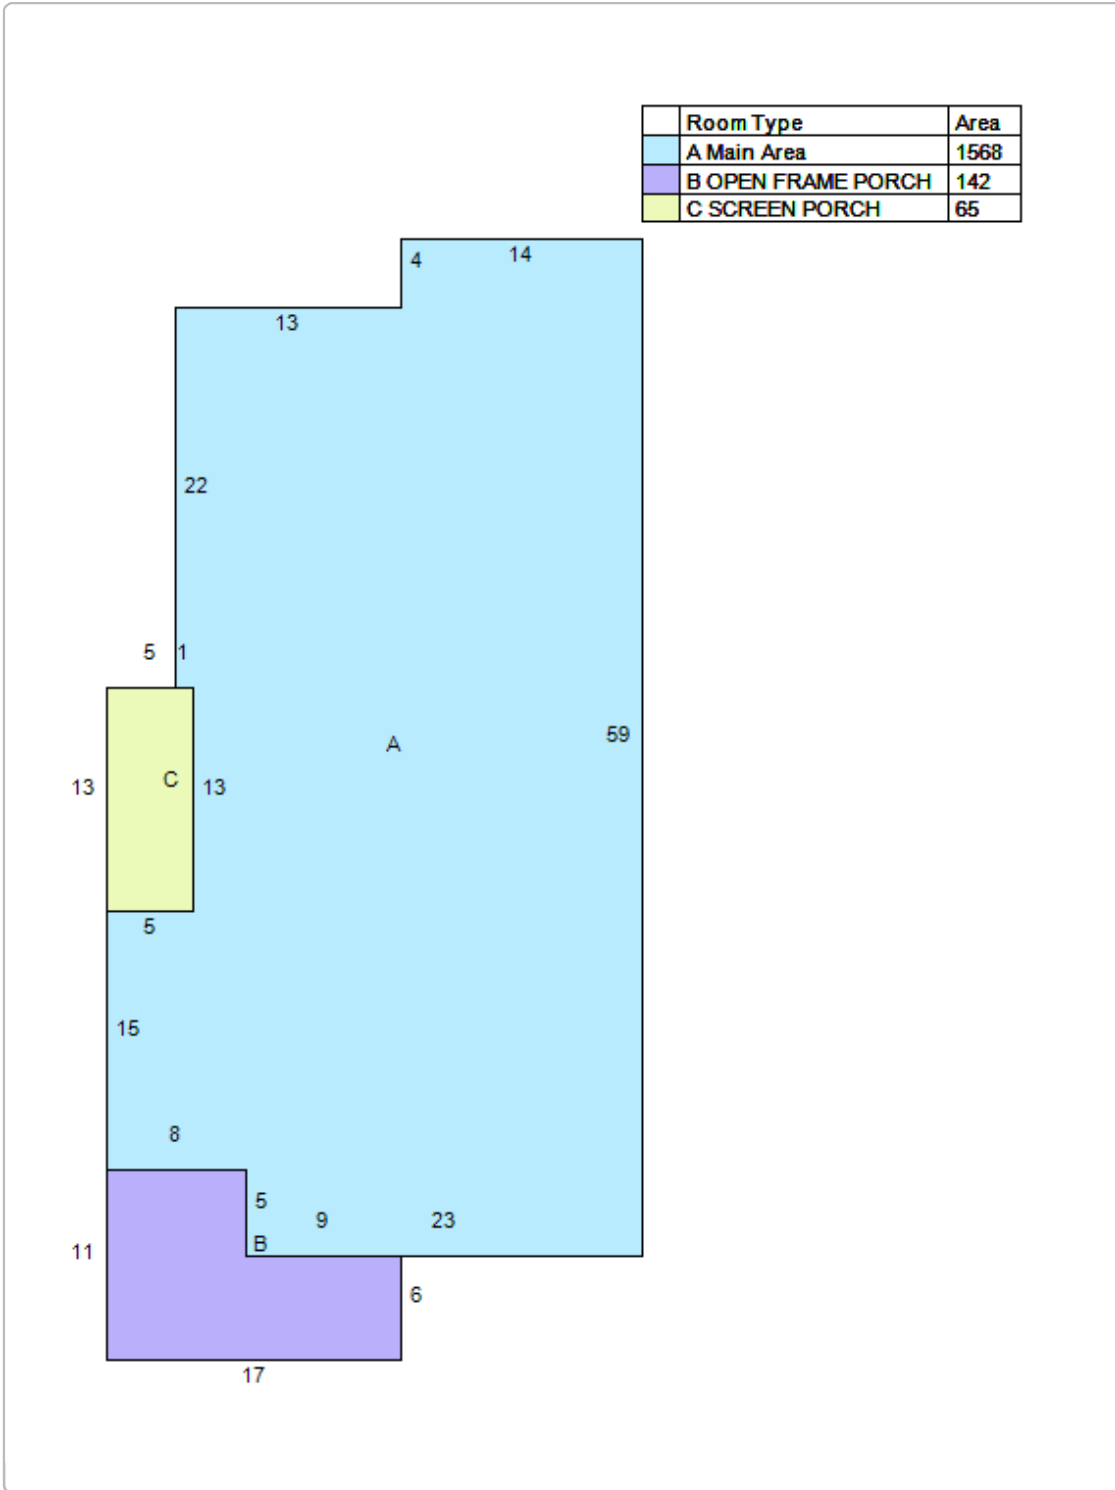 Room Type Area
A Main Area 1568
B OPEN FRAME PORCH 142
C SCREEN PORCH 65
4 14
13
22
5 1
A 59
13 C 13
5
15
8
5
9 23
11 B
6
17